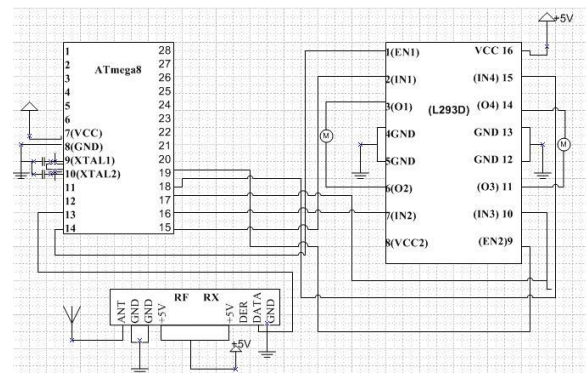 ATmega8
1
2
3
4
5
6
7(VCC)
8(GND)
9(XTAL1)
10(XTAL2)
11
12
13
14
28
27
26
25
24
23
22
21
20
19
18
17
16
15
(L293D)
1(EN1)
2(IN1)
3(O1)
4GND
5GND
6(O2)
7(IN2)
8(VCC2)
VCC 16
(IN4) 15
(O4) 14
GND 13
GND 12
(O3) 11
(IN3) 10
(EN2)9
+5V
M
M
RF RX
ANT
GND
GND
+5V
+5V
DER
DATA
GND
+5V